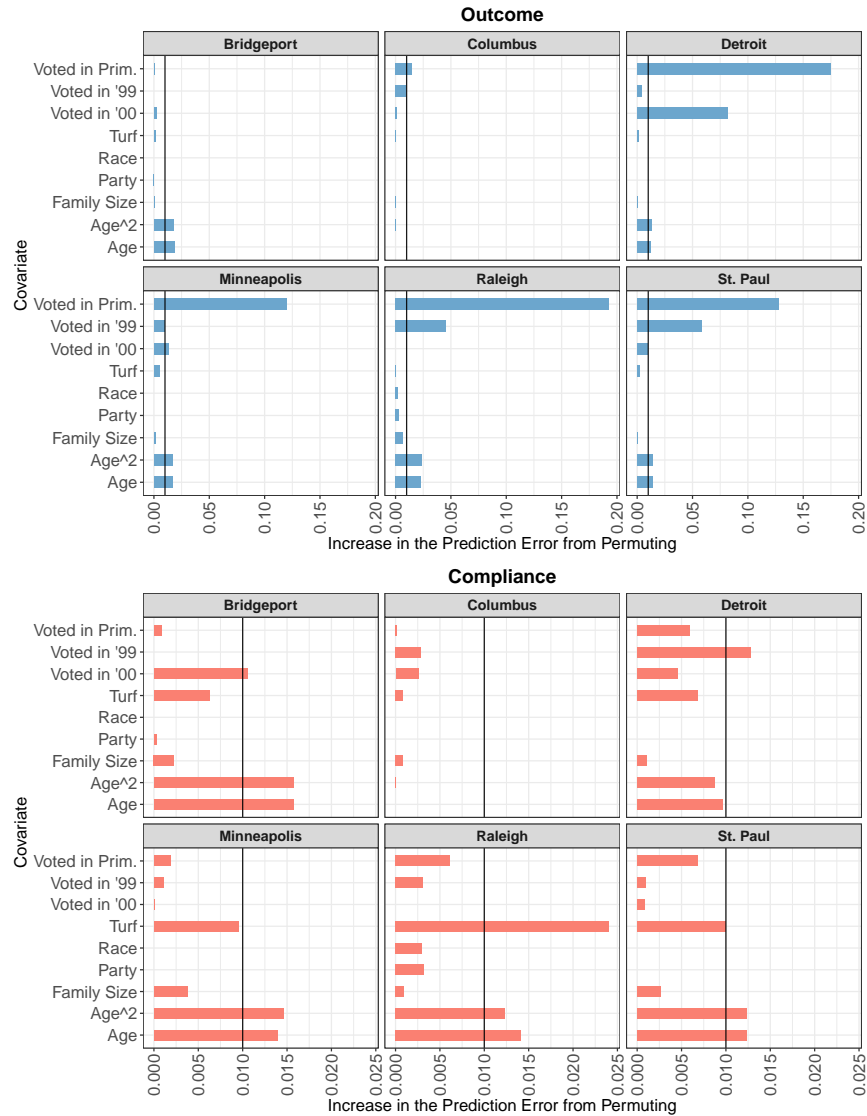 Outcome
Bridgeport Columbus Detroit
Voted in Prim.
Voted in '99
Voted in '00
Turf
Race
Party
Family Size
Age^2
Age
Covariate
Minneapolis Raleigh St. Paul
Voted in Prim.
Voted in '99
Voted in '00
Turf
Race
Party
Family Size
Age^2
Age
0.00 0.05 0.10 0.15 0.20 0.00 0.05 0.10 0.15 0.20 0.00 0.05 0.10 0.15 0.20
Increase in the Prediction Error from Permuting
Compliance
Bridgeport Columbus Detroit
Voted in Prim.
Voted in '99
Voted in '00
Turf
Race
Party
Family Size
Age^2
Age
Covariate
Minneapolis Raleigh St. Paul
Voted in Prim.
Voted in '99
Voted in '00
Turf
Race
Party
Family Size
Age^2
Age
0.000 0.005 0.010 0.015 0.020 0.025 0.000 0.005 0.010 0.015 0.020 0.025 0.000 0.005 0.010 0.015 0.020 0.025
Increase in the Prediction Error from Permuting